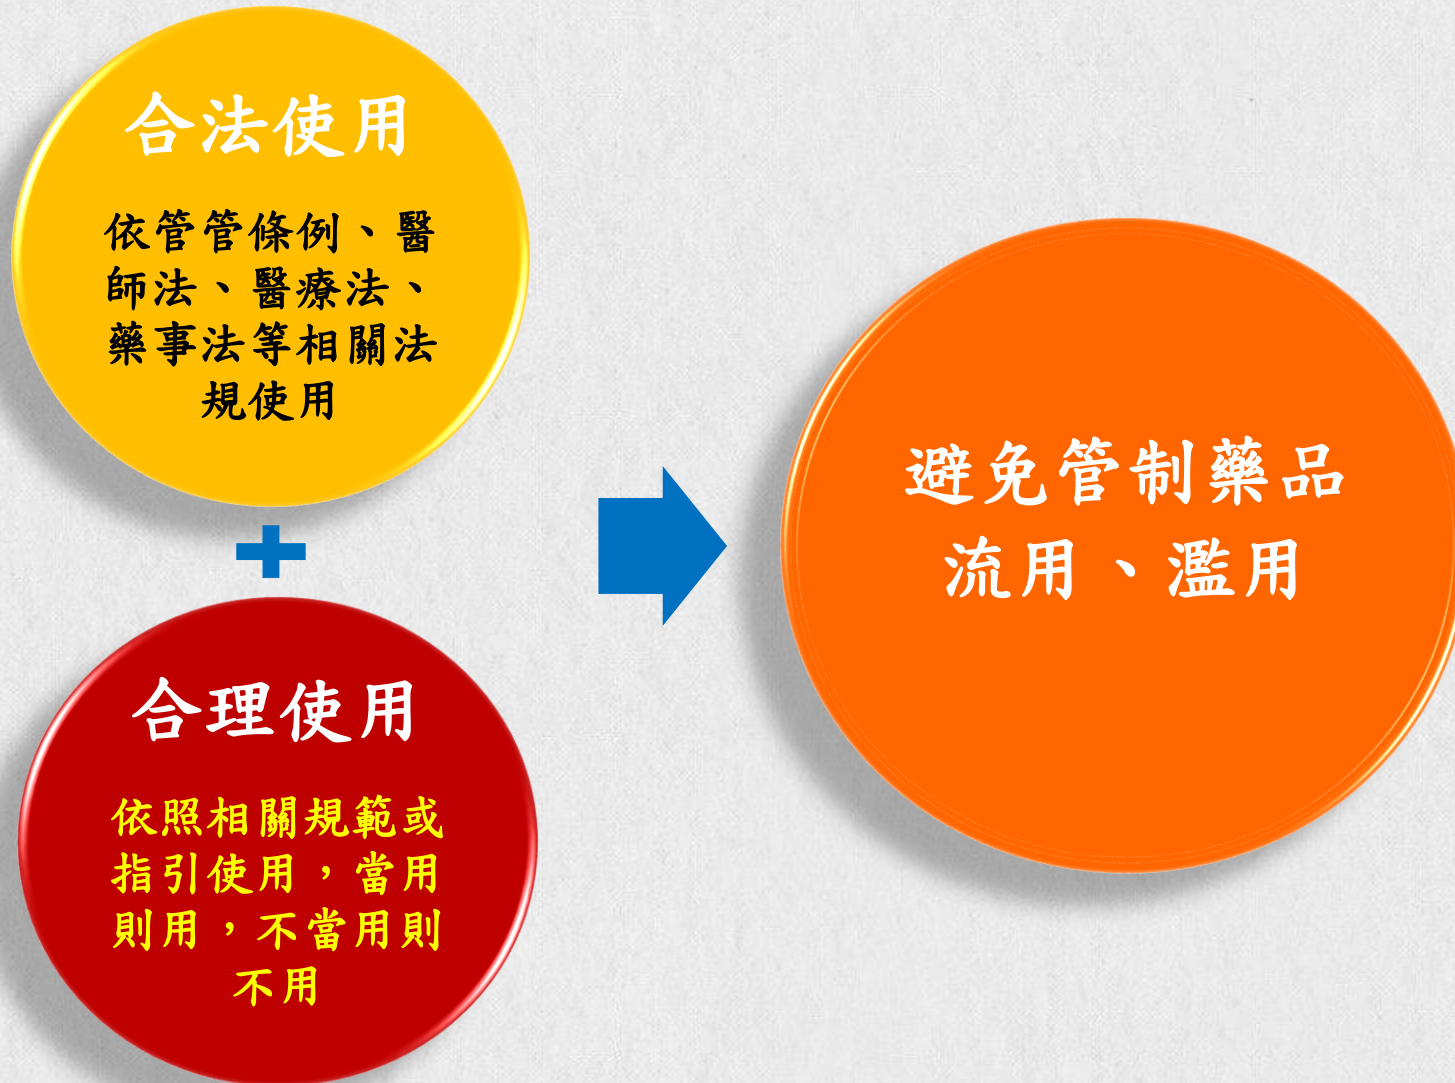 合法使用
依管管條例、醫
師法、醫療法、
藥事法等相關法
規使用
合理使用
依照相關規範或
指引使用，當用
則用，不當用則
不用
避免管制藥品
流用、濫用